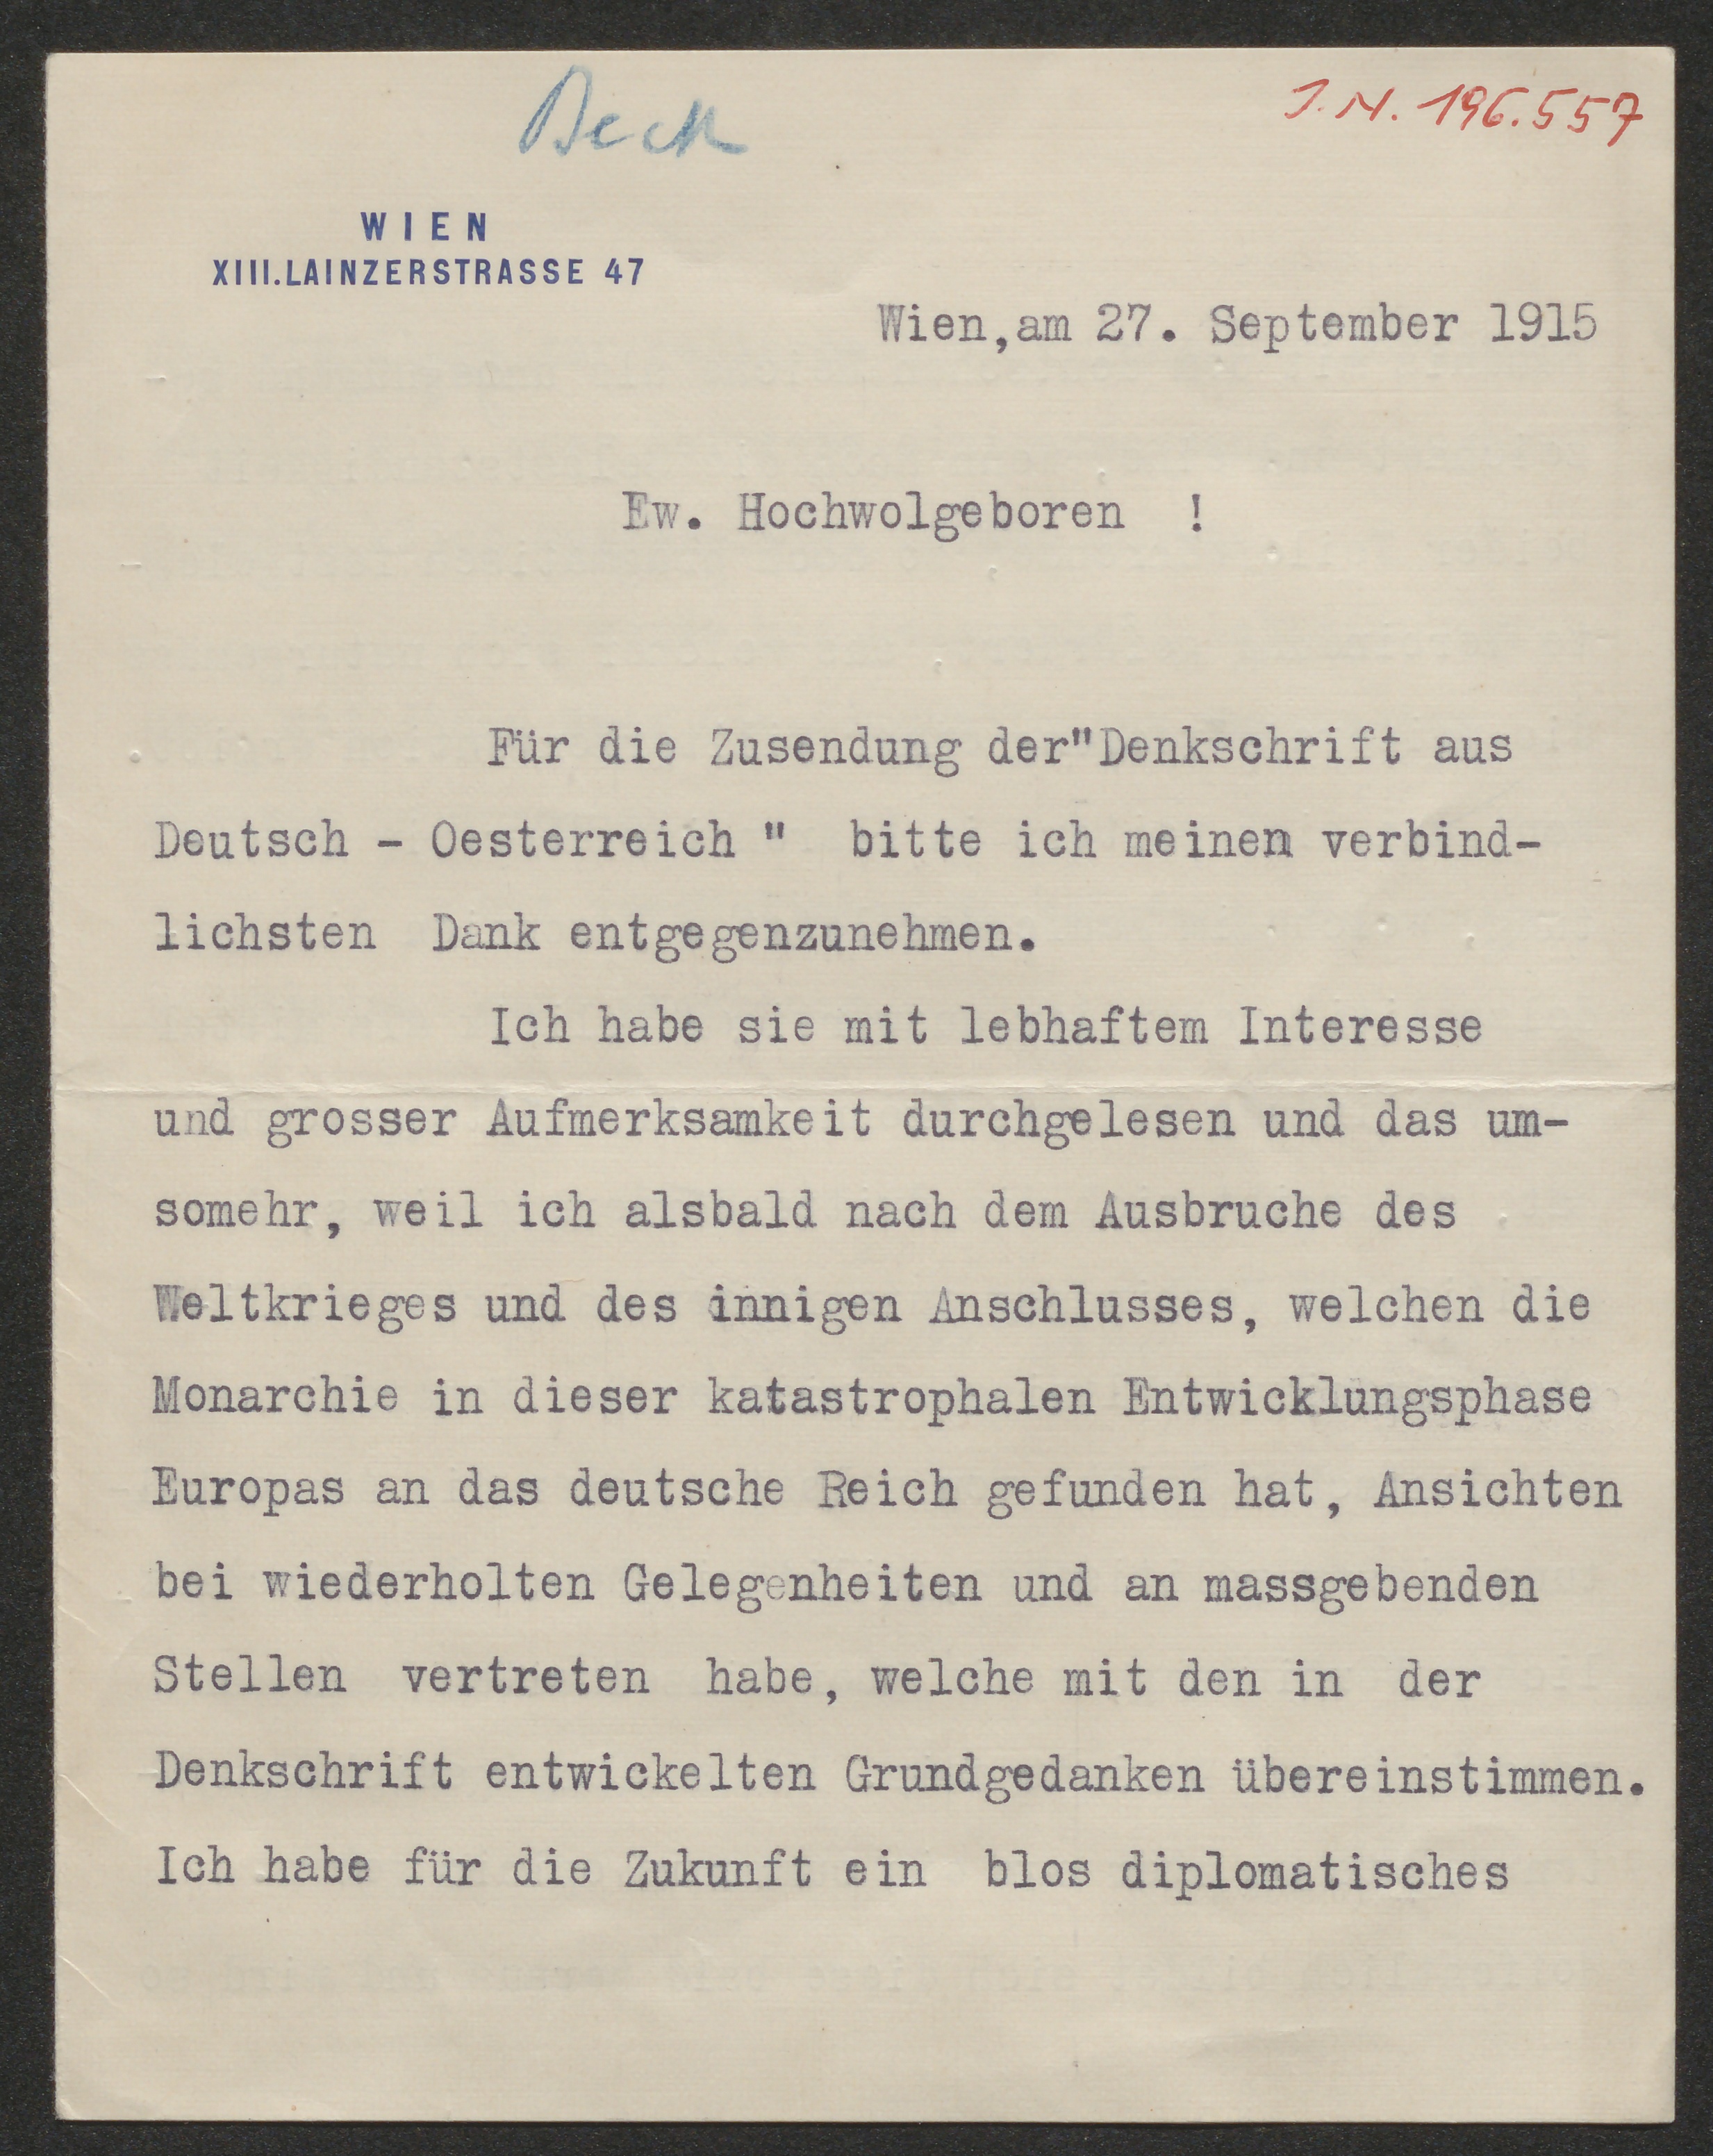 Beck
J.N. 196.557
WIEN
XIII.LAINZERSTRASSE 47
Wien,am 27. September 1915
Ew. Hochwolgeboren !
Für die Zusendung der"Denkschrift aus
Deutsch - Oesterreich " bitte ich meinen verbind-
lichsten Dank entgegenzunehmen.
Ich habe sie mit lebhaftem Interesse
und grosser Aufmerksamkeit durchgelesen und das um-
somehr, weil ich alsbald nach dem Ausbruche des
Weltkrieges und des innigen Anschlusses, welchen die
Monarchie in dieser katastrophalen Entwicklungsphase
Europas an das deutsche Reich gefunden hat, Ansichten
bei wiederholten Gelegenheiten und an massgebenden
Stellen vertreten habe, welche mit den in der
Denkschrift entwickelten Grundgedanken übereinstimmen.
Ich habe für die Zukunft ein blos diplomatisches